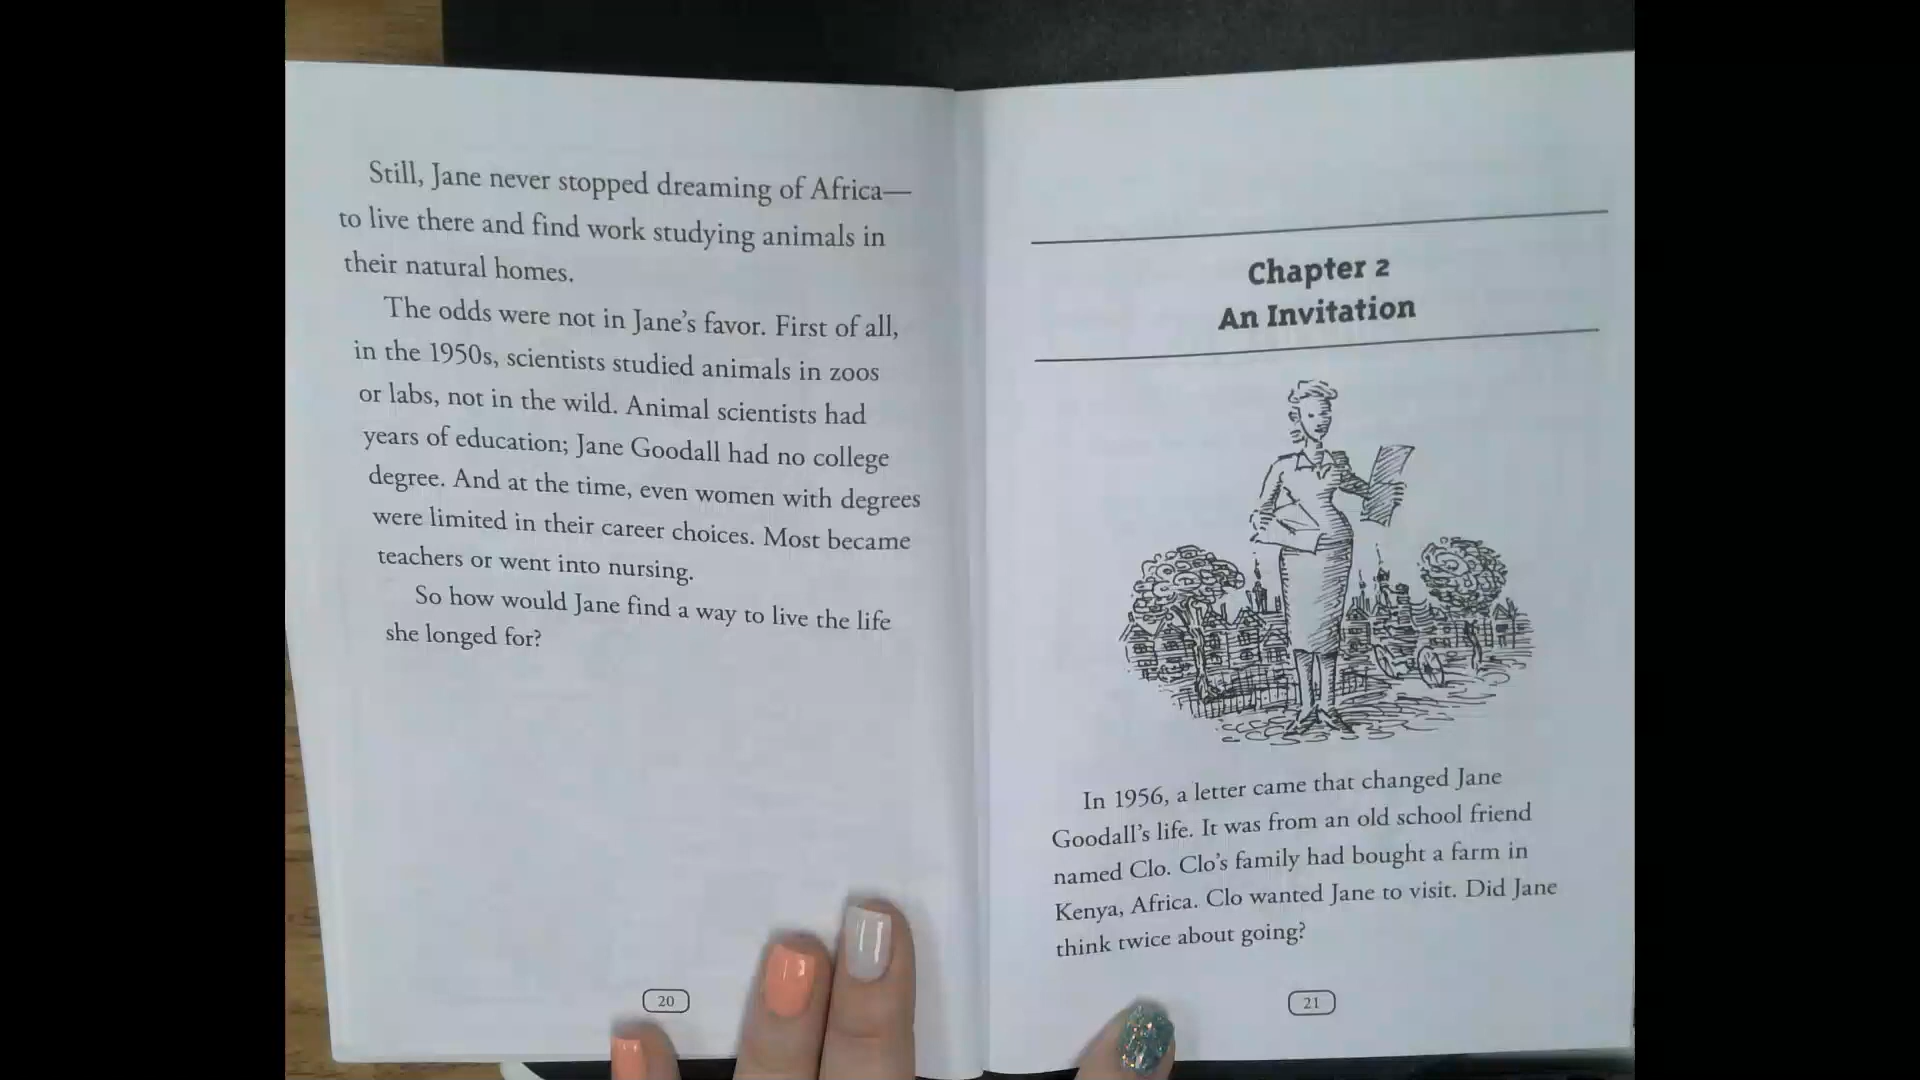 Still, Jane never stopped dreaming of Africa—
to live there and find work studying animals in
their natural homes.
The odds were not in Jane's favor. First of all,
in the 1950s, scientists studied animals in zoos
or labs, not in the wild. Animal scientists had
years of education; Jane Goodall had no college
degree. And at the time, even women with degrees
were limited in their career choices. Most became
teachers or went into nursing.
So how would Jane find a way to live the life
she longed for?
20
Chapter 2
An Invitation
In 1956, a letter came that changed Jane
Goodall's life. It was from an old school friend
named Clo. Clo's family had bought a farm in
Kenya, Africa. Clo wanted Jane to visit. Did Jane
think twice about going?
21